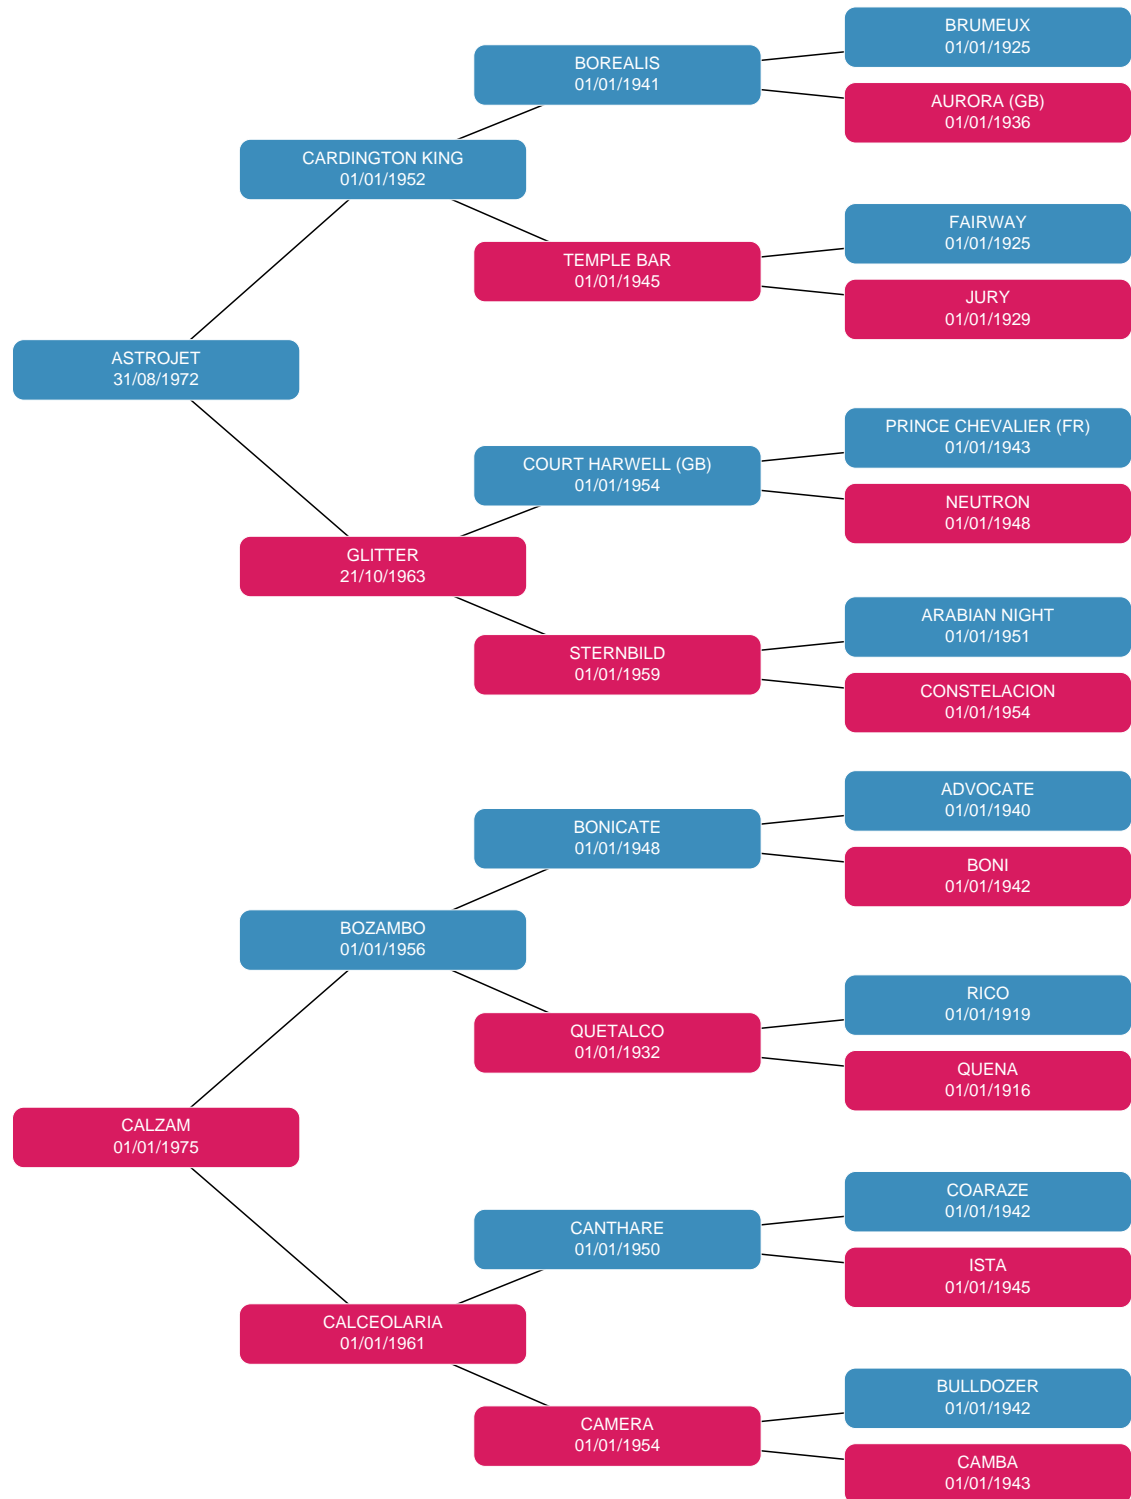 BRUMEUX
01/01/1925
BOREALIS
01/01/1941
AURORA (GB)
01/01/1936
CARDINGTON KING
01/01/1952
FAIRWAY
01/01/1925
TEMPLE BAR
01/01/1945
JURY
01/01/1929
ASTROJET
31/08/1972
PRINCE CHEVALIER (FR)
01/01/1943
COURT HARWELL (GB)
01/01/1954
NEUTRON
01/01/1948
GLITTER
21/10/1963
ARABIAN NIGHT
01/01/1951
STERNBILD
01/01/1959
CONSTELACION
01/01/1954
ADVOCATE
01/01/1940
BONICATE
01/01/1948
BONI
01/01/1942
BOZAMBO
01/01/1956
RICO
01/01/1919
QUETALCO
01/01/1932
QUENA
01/01/1916
CALZAM
01/01/1975
COARAZE
01/01/1942
CANTHARE
01/01/1950
ISTA
01/01/1945
CALCEOLARIA
01/01/1961
BULLDOZER
01/01/1942
CAMERA
01/01/1954
CAMBA
01/01/1943